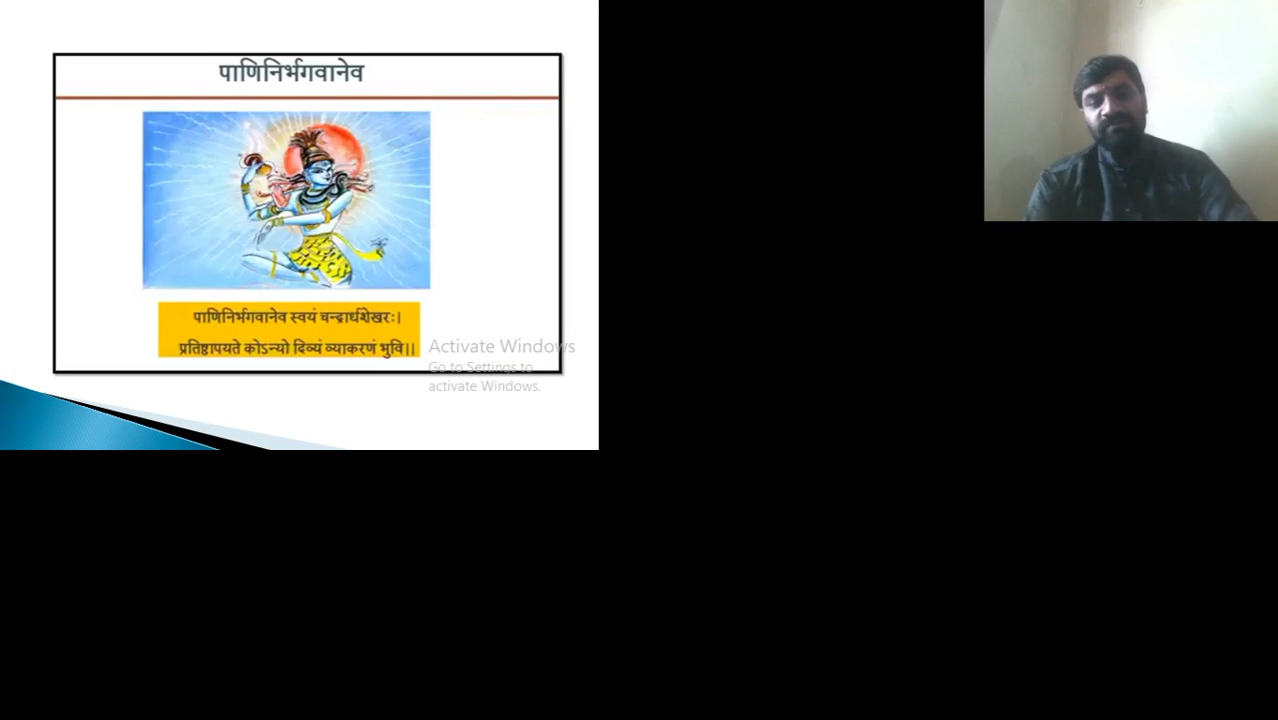 पाणिनिर्भगवानेव
पाणिनिर्भगवानेव स्वयं चन्द्रार्धशेखरः।
प्रतिष्ठापयते कोऽन्यो दिव्यं व्याकरणं भुवि।।
Activate Windows
Go to Settings to
activate Windows.